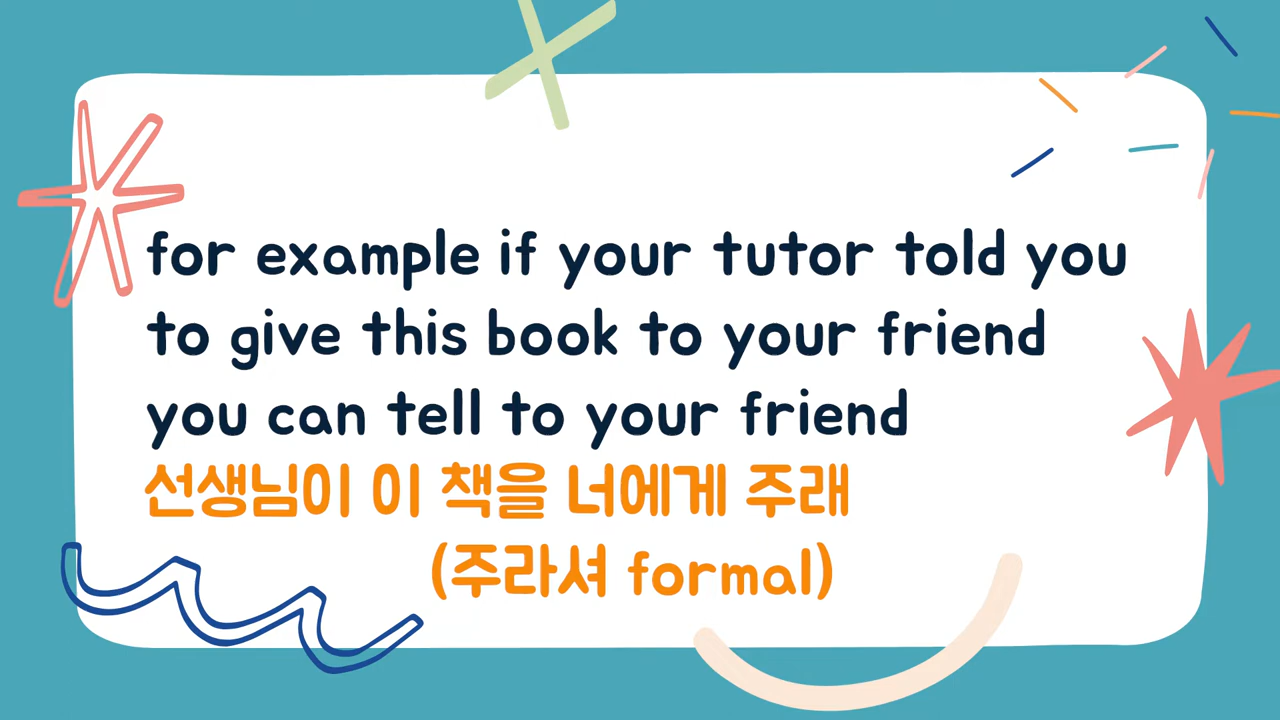 for example if your tutor told you
to give this book to your friend
you can tell to your friend
선생님이 이 책을 너에게 주래
(주라셔 formal)